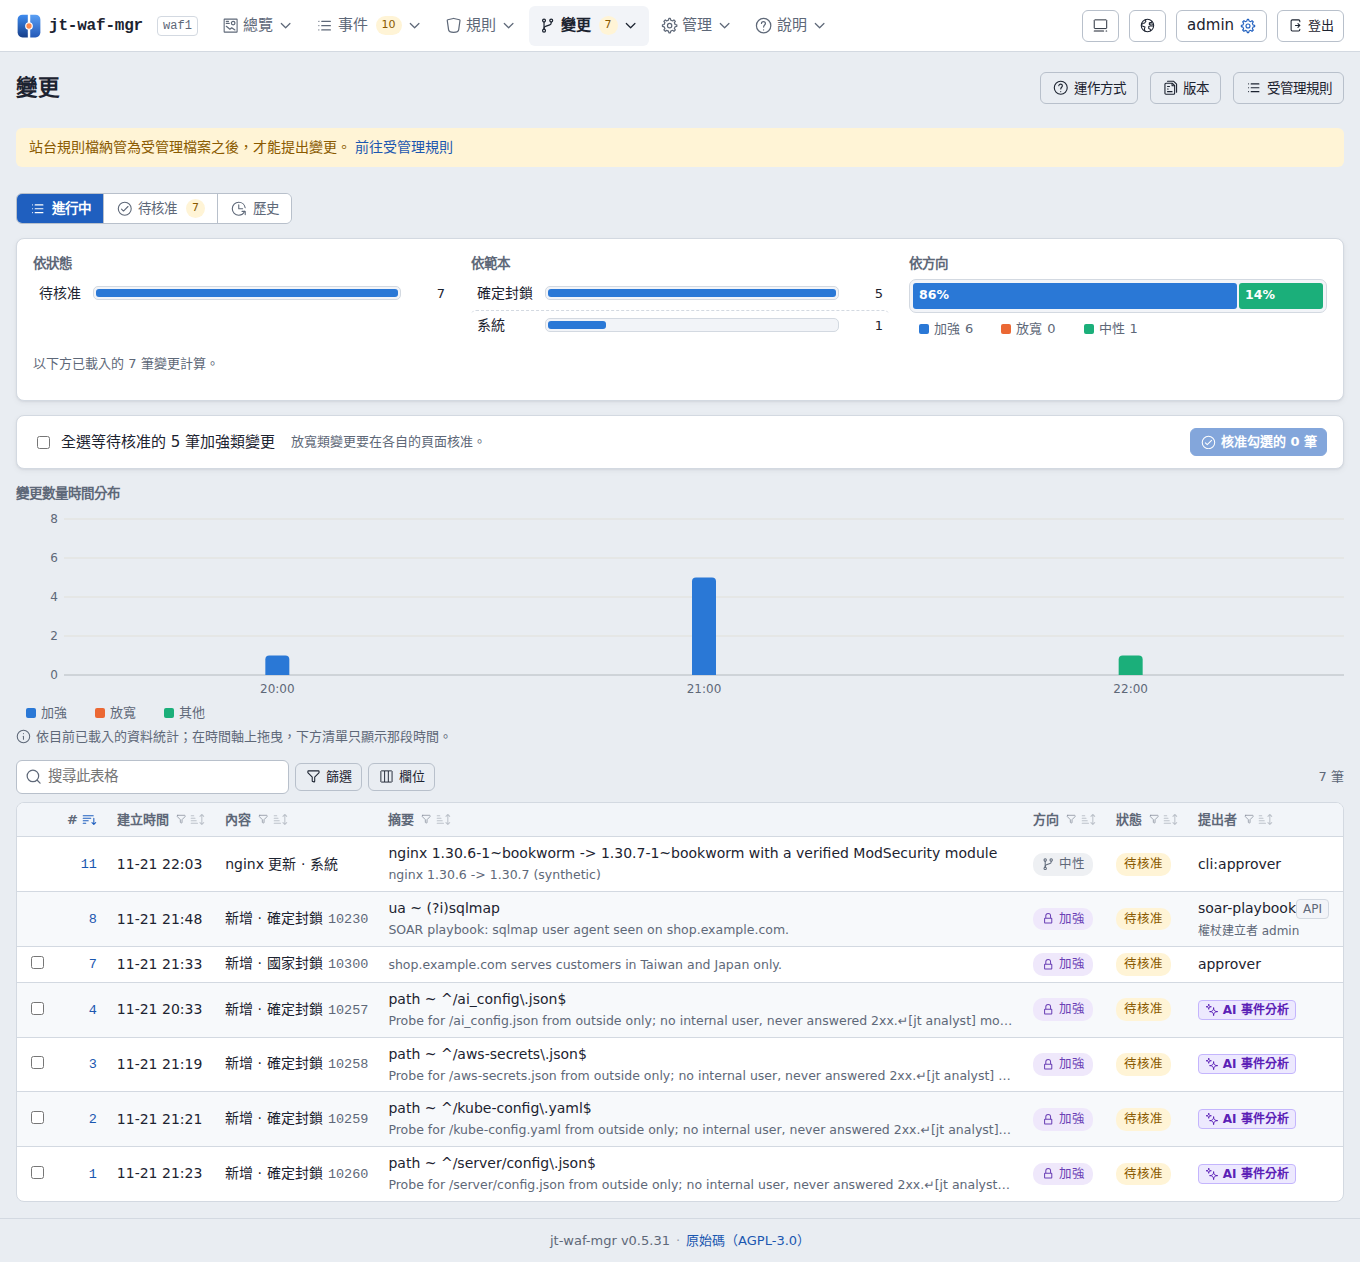 jt-waf-mgr waf1 總覽 事件 10 規則 變更 7 管理 說明 admin 登出
變更 運作方式 版本 受管理規則
站台規則檔納管為受管理檔案之後，才能提出變更。 前往受管理規則
進行中 待核准 7 歷史
依狀態 依範本 依方向
待核准 7 確定封鎖 5 86% 14%
系統 1 加強 6 放寬 0 中性 1
以下方已載入的 7 筆變更計算。
全選等待核准的 5 筆加強類變更 放寬類變更要在各自的頁面核准。 核准勾選的 0 筆
變更數量時間分布
8
6
4
2
0
20:00 21:00 22:00
加強 放寬 其他
依目前已載入的資料統計；在時間軸上拖曳，下方清單只顯示那段時間。
搜尋此表格 篩選 欄位 7 筆
# 建立時間 內容 摘要 方向 狀態 提出者
11 11-21 22:03 nginx 更新 · 系統 nginx 1.30.6-1~bookworm -> 1.30.7-1~bookworm with a verified ModSecurity module 中性 待核准 cli:approver
nginx 1.30.6 -> 1.30.7 (synthetic)
8 11-21 21:48 新增 · 確定封鎖 10230 ua ~ (?i)sqlmap 加強 待核准 soar-playbook API
SOAR playbook: sqlmap user agent seen on shop.example.com. 權杖建立者 admin
7 11-21 21:33 新增 · 國家封鎖 10300 shop.example.com serves customers in Taiwan and Japan only. 加強 待核准 approver
4 11-21 20:33 新增 · 確定封鎖 10257 path ~ ^/ai_config\.json$ 加強 待核准 AI 事件分析
Probe for /ai_config.json from outside only; no internal user, never answered 2xx.↵[jt analyst] mo…
3 11-21 21:19 新增 · 確定封鎖 10258 path ~ ^/aws-secrets\.json$ 加強 待核准 AI 事件分析
Probe for /aws-secrets.json from outside only; no internal user, never answered 2xx.↵[jt analyst] …
2 11-21 21:21 新增 · 確定封鎖 10259 path ~ ^/kube-config\.yaml$ 加強 待核准 AI 事件分析
Probe for /kube-config.yaml from outside only; no internal user, never answered 2xx.↵[jt analyst]…
1 11-21 21:23 新增 · 確定封鎖 10260 path ~ ^/server/config\.json$ 加強 待核准 AI 事件分析
Probe for /server/config.json from outside only; no internal user, never answered 2xx.↵[jt analyst…
jt-waf-mgr v0.5.31 · 原始碼（AGPL-3.0）